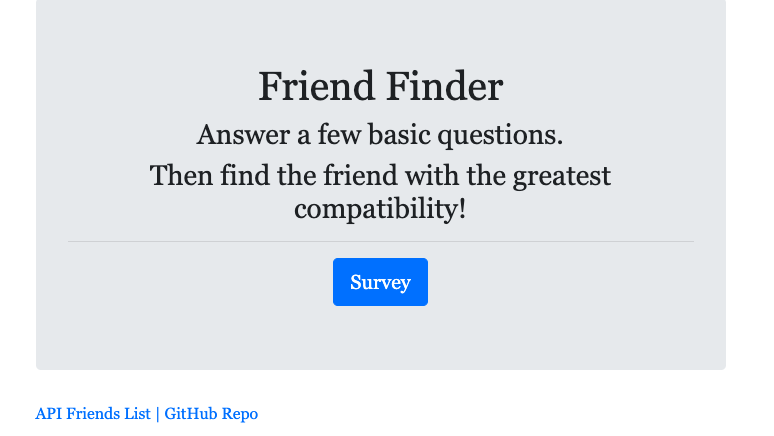 Friend Finder
Answer a few basic questions.
Then find the friend with the greatest
compatibility!
Survey
API Friends List | GitHub Repo